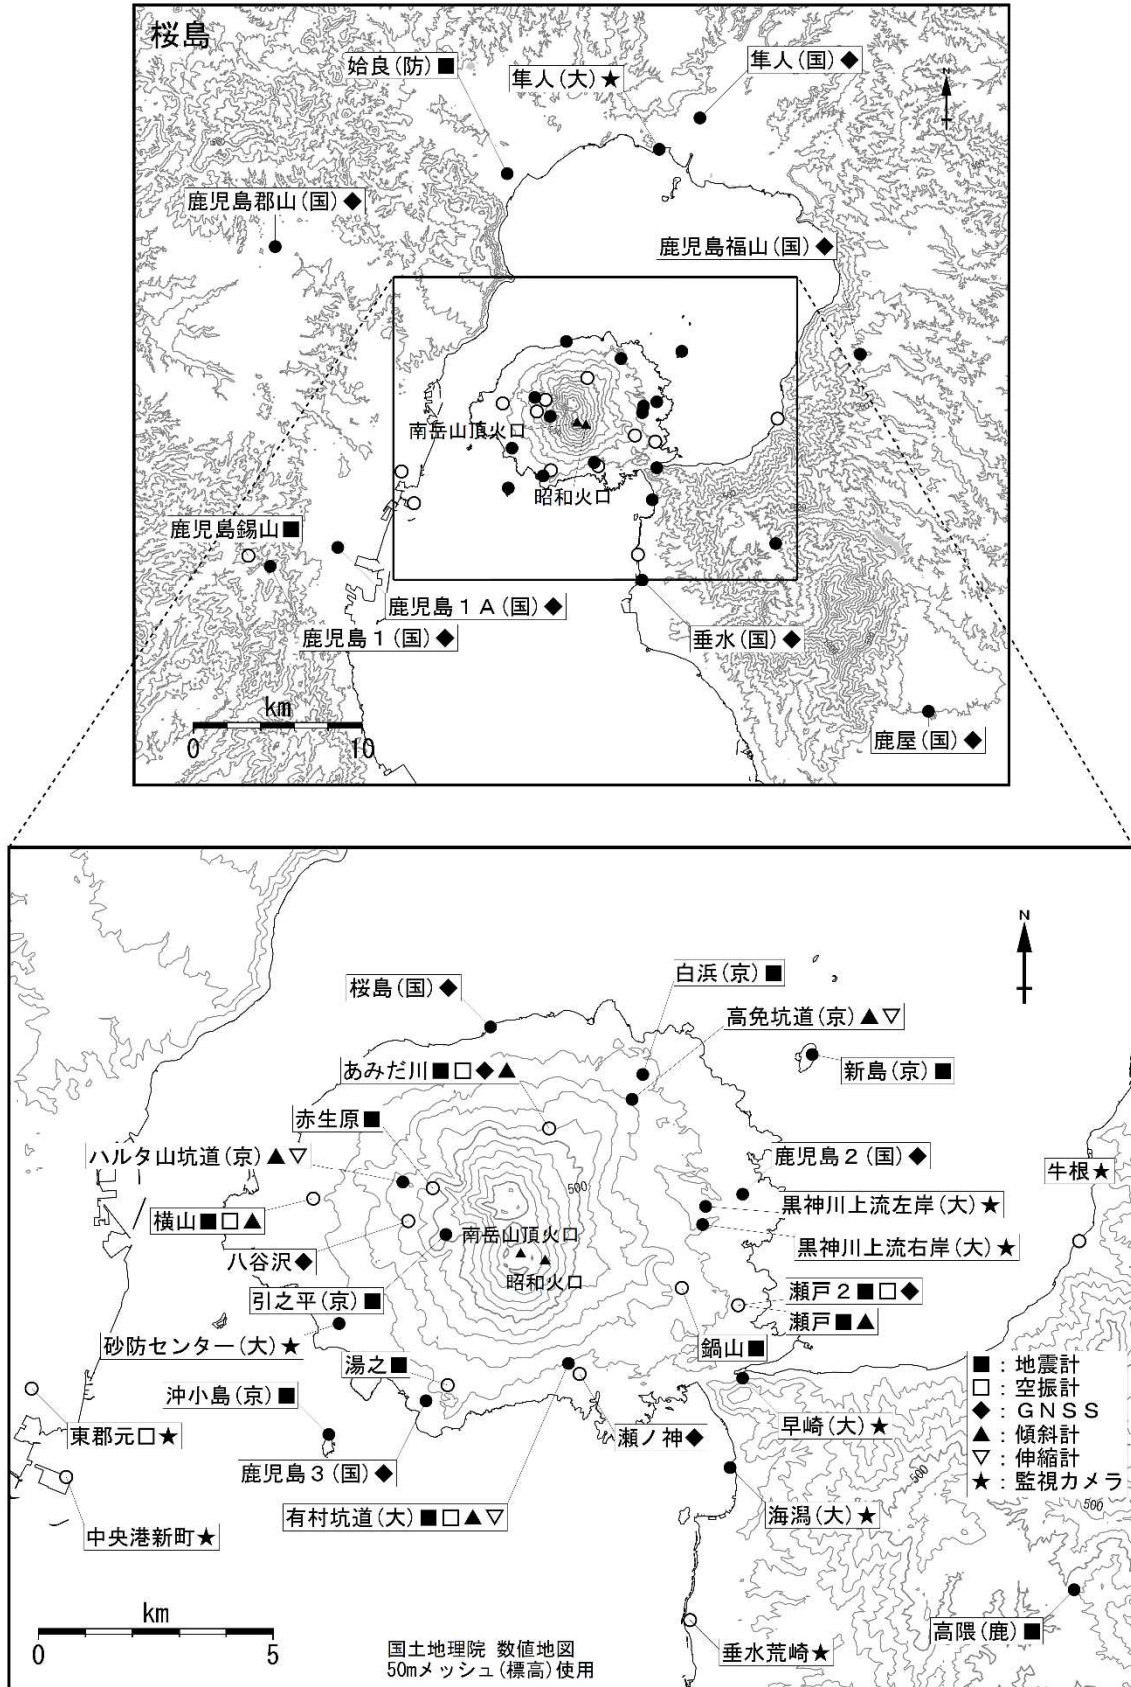 桜島
姶良(防)■
隼人(大)★
隼人(国)◆
N
鹿児島郡山(国)◆
鹿児島福山(国)◆
南岳山頂火口
昭和火口
鹿児島錫山■
鹿児島1A(国)◆
鹿児島1(国)◆
垂水(国)◆
鹿屋(国)◆
km
0 10
N
白浜(京)■
桜島(国)◆
高免坑道(京)▲▽
あみだ川■□◆▲
新島(京)■
赤生原■
ハルタ山坑道(京)▲▽
鹿児島2(国)◆
牛根★
500
黒神川上流左岸(大)★
横山■□▲
南岳山頂火口
黒神川上流右岸(大)★
八谷沢◆
昭和火口
瀬戸2■□◆
引之平(京)■
瀬戸■▲
砂防センター(大)★
鍋山■
湯之■
■:地震計
□:空振計
◆:GNSS
▲:傾斜計
▽:伸縮計
★:監視カメラ
沖小島(京)■
早崎(大)★
東郡元□★
瀬ノ神◆
鹿児島3(国)◆
500
500
有村坑道(大)■□▲▽
海潟(大)★
中央港新町★
km
0 5
高隈(鹿)■
垂水荒崎★
国土地理院 数値地図
50mメッシュ(標高)使用